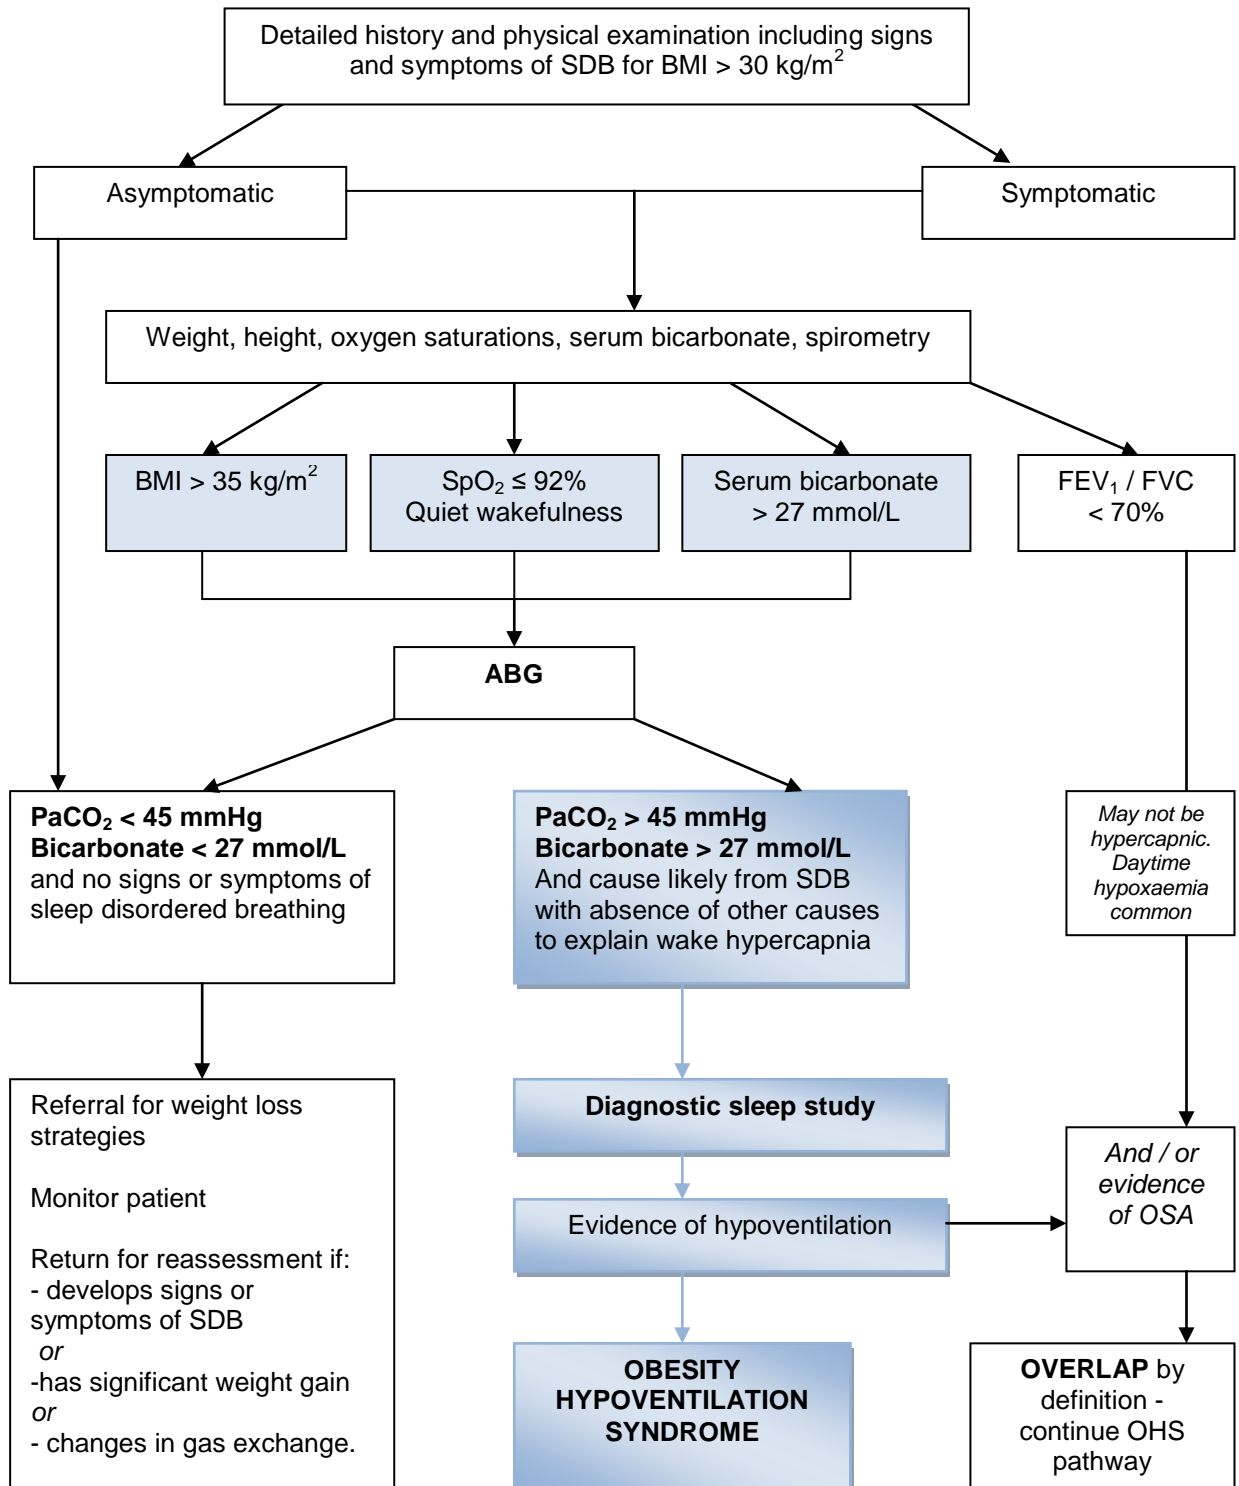 Detailed history and physical examination including signs
and symptoms of SDB for BMI > 30 kg/m²
Asymptomatic
Symptomatic
Weight, height, oxygen saturations, serum bicarbonate, spirometry
BMI > 35 kg/m²
SpO₂ ≤ 92%
Quiet wakefulness
Serum bicarbonate
> 27 mmol/L
FEV₁ / FVC
< 70%
ABG
PaCO₂ < 45 mmHg
Bicarbonate < 27 mmol/L
and no signs or symptoms of
sleep disordered breathing
PaCO₂ > 45 mmHg
Bicarbonate > 27 mmol/L
And cause likely from SDB
with absence of other causes
to explain wake hypercapnia
May not be
hypercapnic.
Daytime
hypoxaemia
common
Referral for weight loss
strategies
Monitor patient
Return for reassessment if:
- develops signs or
symptoms of SDB
or
-has significant weight gain
or
- changes in gas exchange.
Diagnostic sleep study
Evidence of hypoventilation
And / or
evidence
of OSA
OBESITY
HYPOVENTILATION
SYNDROME
OVERLAP by
definition -
continue OHS
pathway